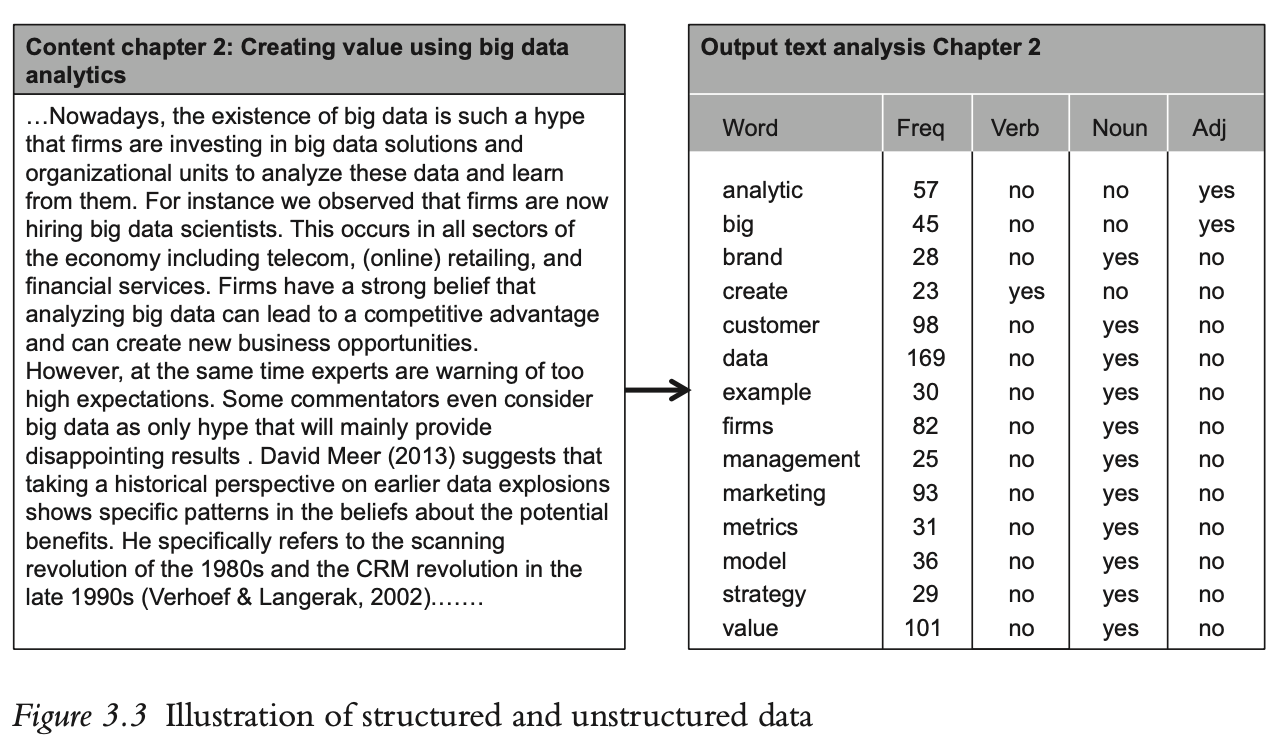 Content chapter 2: Creating value using big data
analytics
…Nowadays, the existence of big data is such a hype
that firms are investing in big data solutions and
organizational units to analyze these data and learn
from them. For instance we observed that firms are now
hiring big data scientists. This occurs in all sectors of
the economy including telecom, (online) retailing, and
financial services. Firms have a strong belief that
analyzing big data can lead to a competitive advantage
and can create new business opportunities.
However, at the same time experts are warning of too
high expectations. Some commentators even consider
big data as only hype that will mainly provide
disappointing results . David Meer (2013) suggests that
taking a historical perspective on earlier data explosions
shows specific patterns in the beliefs about the potential
benefits. He specifically refers to the scanning
revolution of the 1980s and the CRM revolution in the
late 1990s (Verhoef & Langerak, 2002)…….
Output text analysis Chapter 2
Word Freq Verb Noun Adj
analytic 57 no no yes
big 45 no no yes
brand 28 no yes no
create 23 yes no no
customer 98 no yes no
data 169 no yes no
example 30 no yes no
firms 82 no yes no
management 25 no yes no
marketing 93 no yes no
metrics 31 no yes no
model 36 no yes no
strategy 29 no yes no
value 101 no yes no
Figure 3.3 Illustration of structured and unstructured data